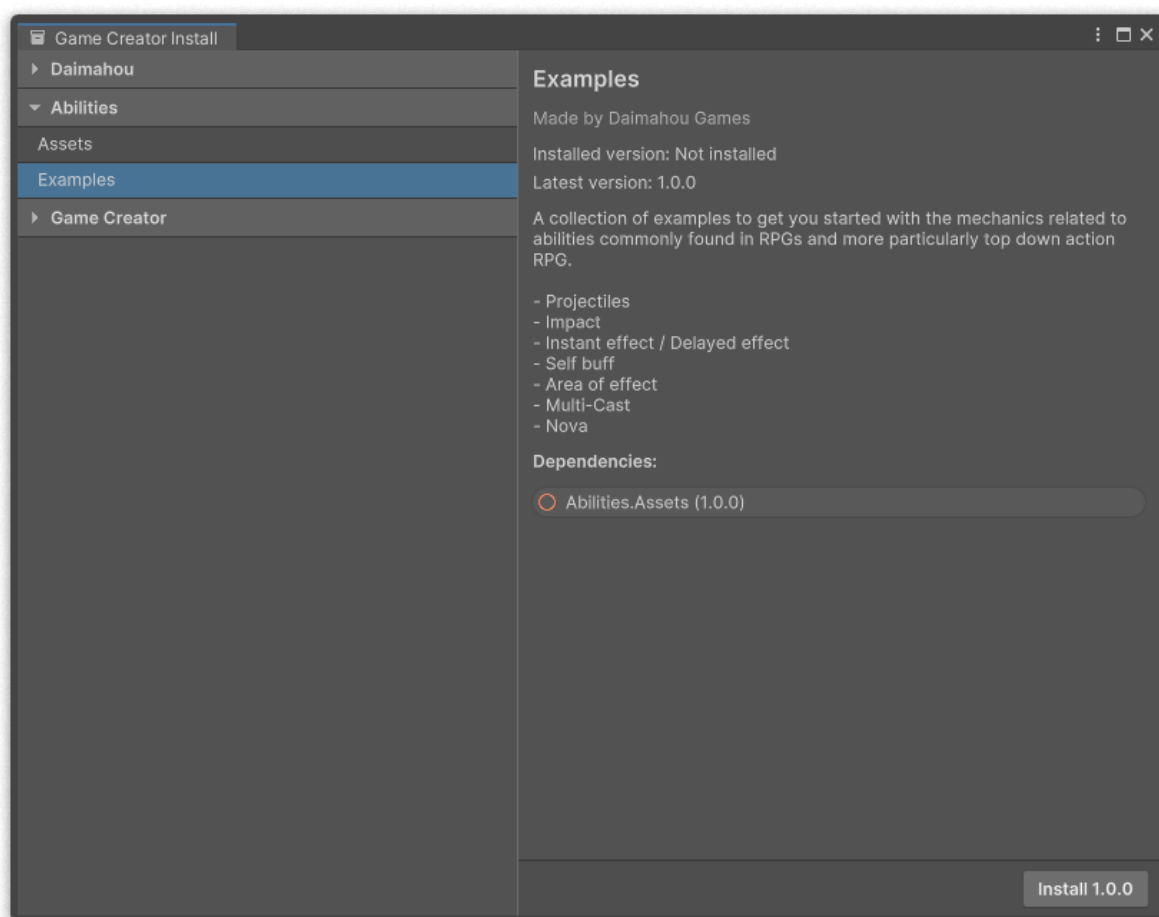 Game Creator Install
Daimahou
Abilities
Assets
Examples
Game Creator
Examples
Made by Daimahou Games
Installed version: Not installed
Latest version: 1.0.0
A collection of examples to get you started with the mechanics related to
abilities commonly found in RPGs and more particularly top down action
RPG.
- Projectiles
- Impact
- Instant effect / Delayed effect
- Self buff
- Area of effect
- Multi-Cast
- Nova
Dependencies:
Abilities.Assets (1.0.0)
Install 1.0.0